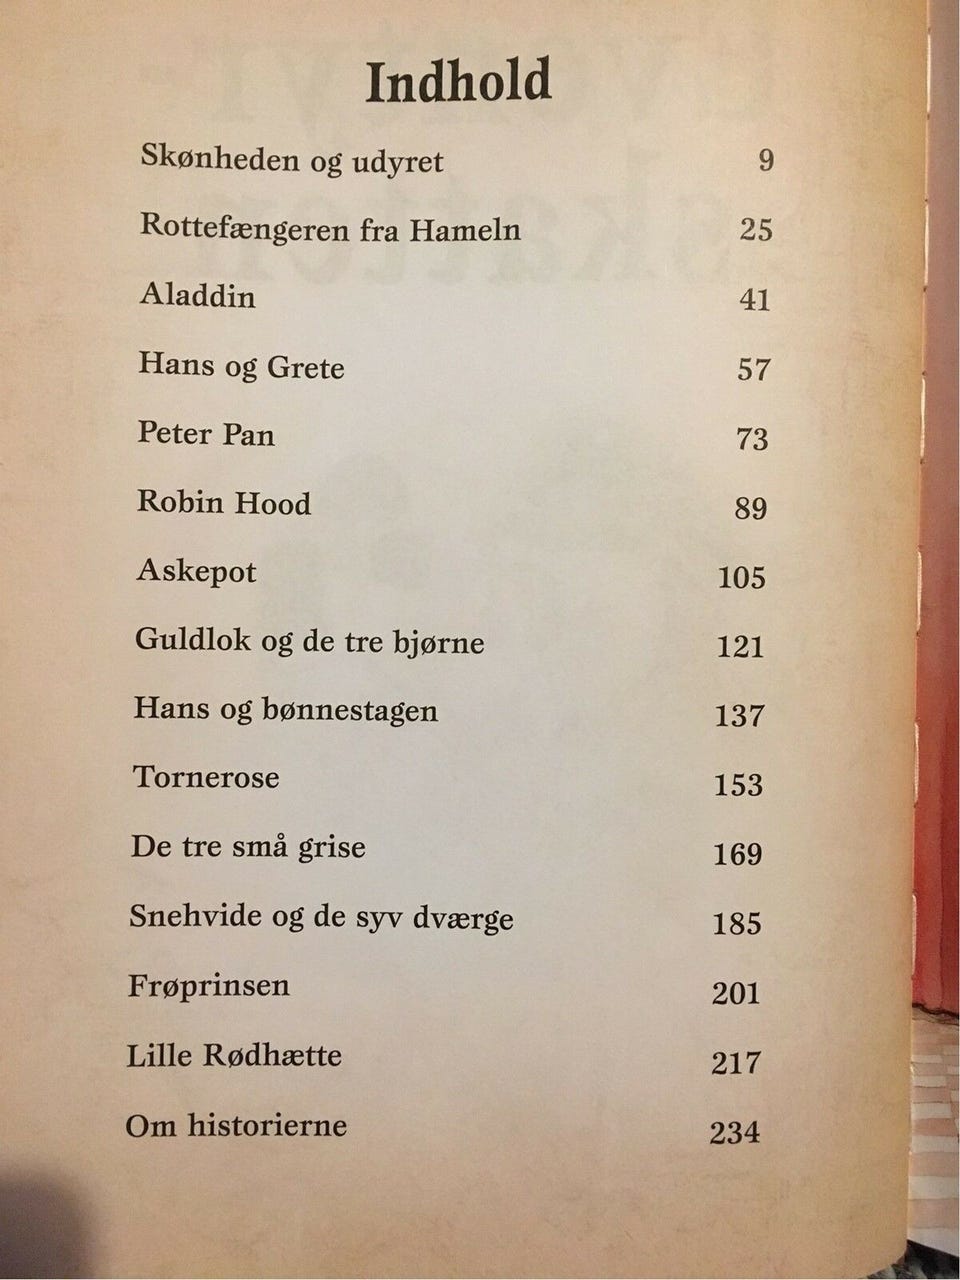 Indhold
Skønheden og udyret 9
Rottefængeren fra Hameln 25
Aladdin 41
Hans og Grete 57
Peter Pan 73
Robin Hood 89
Askepot 105
Guldlok og de tre bjørne 121
Hans og bønnestagen 137
Tornerose 153
De tre små grise 169
Snehvide og de syv dværge 185
Frøprinsen 201
Lille Rødhætte 217
Om historierne 234